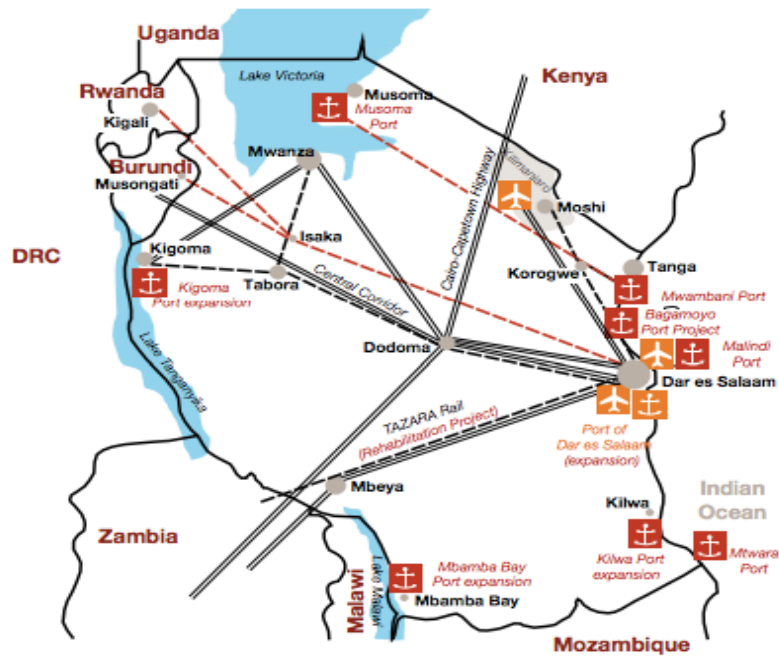 Uganda
Kenya
Lake Victoria
Rwanda
Musoma
Kigali
Musoma
Port
Mwanza
Kilimanjaro
Burundi
Musongati
Cairo-Capetown Highway
Moshi
Isaka
DRC
Kigoma
Korogwe
Tanga
Kigoma
Port expansion
Tabora
Central Corridor
Mwambani Port
Bagamoyo
Port Project
Dodoma
Malindi
Port
Lake Tanganyika
Dar es Salaam
TAZARA Rail
(Rehabilitation Project)
Port of
Dar es Salaam
(expansion)
Mbeya
Kilwa
Indian
Ocean
Zambia
Kilwa Port
expansion
Mtwara
Port
Mbamba Bay
Port expansion
Malawi
Lake Malawi
Mbamba Bay
Mozambique